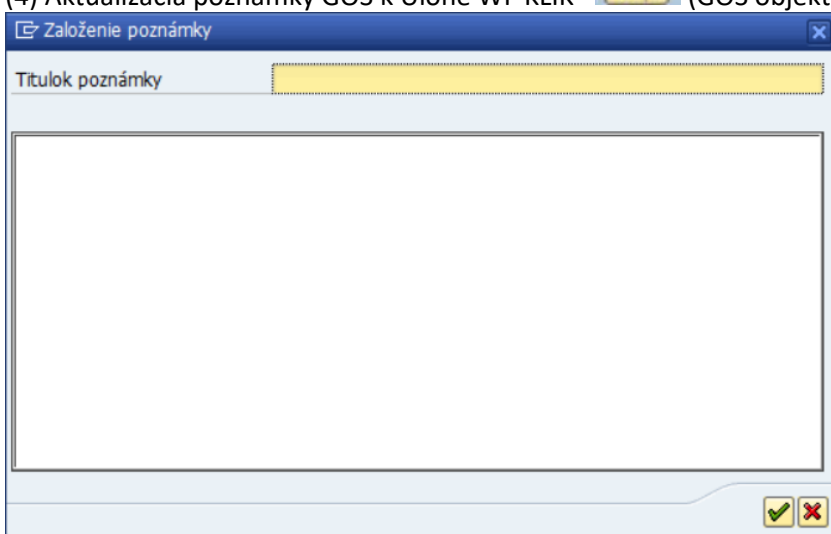 (4) Aktualizácia poznámky GOS k Úlohe WF KLIK (GOS objekt
Založenie poznámky
Titulok poznámky